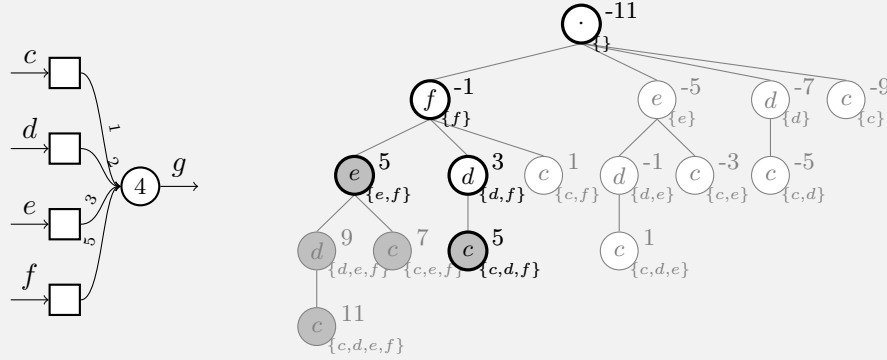 c
d
e
f
1
2
3
5
4
g
· -11
{}
f -1
{f}
e -5
{e}
d -7
{d}
c -9
{c}
e 5
{e,f}
d 3
{d,f}
c 1
{c,f}
d -1
{d,e}
c -3
{c,e}
c -5
{c,d}
d 9
{d,e,f}
c 7
{c,e,f}
c 5
{c,d,f}
c 1
{c,d,e}
c 11
{c,d,e,f}